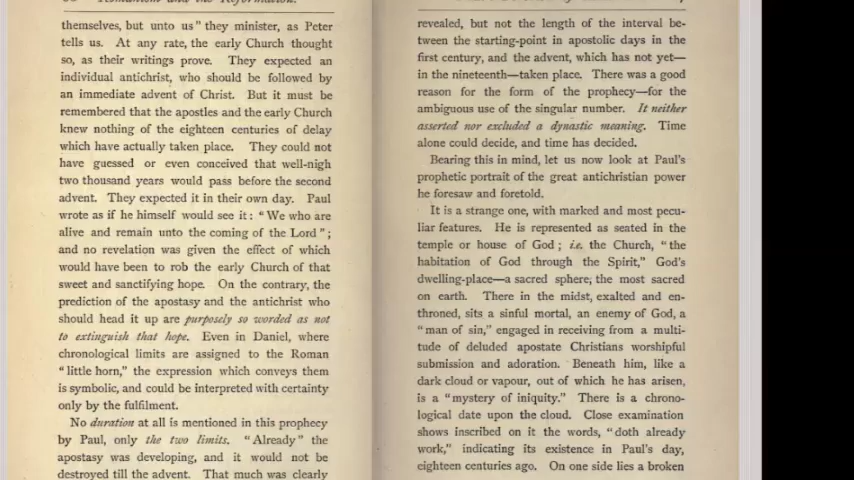 Romanism and the Reformation.
themselves, but unto us" they minister, as Peter
tells us. At any rate, the early Church thought
so, as their writings prove. They expected an
individual antichrist, who should be followed by
an immediate advent of Christ. But it must be
remembered that the apostles and the early Church
knew nothing of the eighteen centuries of delay
which have actually taken place. They could not
have guessed or even conceived that well-nigh
two thousand years would pass before the second
advent. They expected it in their own day. Paul
wrote as if he himself would see it: "We who are
alive and remain unto the coming of the Lord";
and no revelation was given the effect of which
would have been to rob the early Church of that
sweet and sanctifying hope. On the contrary, the
prediction of the apostasy and the antichrist who
should head it up are purposely so worded as not
to extinguish that hope. Even in Daniel, where
chronological limits are assigned to the Roman
"little horn," the expression which conveys them
is symbolic, and could be interpreted with certainty
only by the fulfilment.
No duration at all is mentioned in this prophecy
by Paul, only the two limits. "Already" the
apostasy was developing, and it would not be
destroyed till the advent. That much was clearly
revealed, but not the length of the interval be-
tween the starting-point in apostolic days in the
first century, and the advent, which has not yet—
in the nineteenth—taken place. There was a good
reason for the form of the prophecy—for the
ambiguous use of the singular number. It neither
asserted nor excluded a dynastic meaning. Time
alone could decide, and time has decided.
Bearing this in mind, let us now look at Paul's
prophetic portrait of the great antichristian power
he foresaw and foretold.
It is a strange one, with marked and most pecu-
liar features. He is represented as seated in the
temple or house of God; i.e. the Church, "the
habitation of God through the Spirit," God's
dwelling-place—a sacred sphere, the most sacred
on earth. There in the midst, exalted and en-
throned, sits a sinful mortal, an enemy of God, a
"man of sin," engaged in receiving from a multi-
tude of deluded apostate Christians worshipful
submission and adoration. Beneath him, like a
dark cloud or vapour, out of which he has arisen,
is a "mystery of iniquity." There is a chrono-
logical date upon the cloud. Close examination
shows inscribed on it the words, "doth already
work," indicating its existence in Paul's day,
eighteen centuries ago. On one side lies a broken